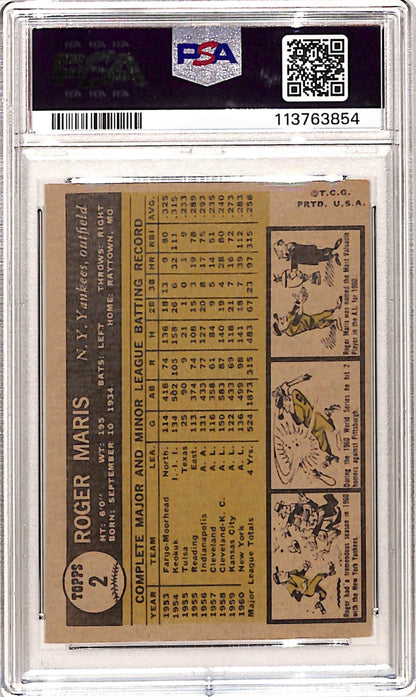 PSA
113763854
TOPPS
2
ROGER MARIS N. Y. Yankees, outfield
HT: 6'0" WT: 195 BATS: LEFT THROWS: RIGHT
BORN: SEPTEMBER 10, 1934 HOME: RAYTOWN, MO
COMPLETE MAJOR AND MINOR LEAGUE BATTING RECORD
YEAR TEAM LEA. G AB R H 2B 3B HR RBI AVG.
1953 Fargo-Moorhead North. 114 418 74 136 18 13 9 80 .325
1954 Keokuk I.-I.-I. 134 502 105 158 26 6 32 111 .315
1955 Tulsa Texas 25 90 9 21 1 0 1 9 .233
1955 Reading East. 113 374 74 108 15 3 19 78 .289
1956 Indianapolis A. A. 131 433 77 127 20 8 17 75 .293
1957 Cleveland A. L. 116 358 61 84 9 5 14 51 .235
1958 Cleveland-K. C. A. L. 150 583 87 140 19 4 28 80 .240
1959 Kansas City A. L. 122 433 69 118 21 7 16 72 .273
1960 New York A. L. 136 499 98 141 18 7 39 112 .283
Major League Totals 4 Yrs. 524 1873 315 483 67 23 97 315 .258
Roger had a tremendous season in 1960
with the New York Yankees.
During the 1960 World Series he hit 2
homers against Pittsburgh.
Roger Maris was named the Most Valuable
Player in the A.L. for 1960
©T.C.G.
PRTD. U.S.A.